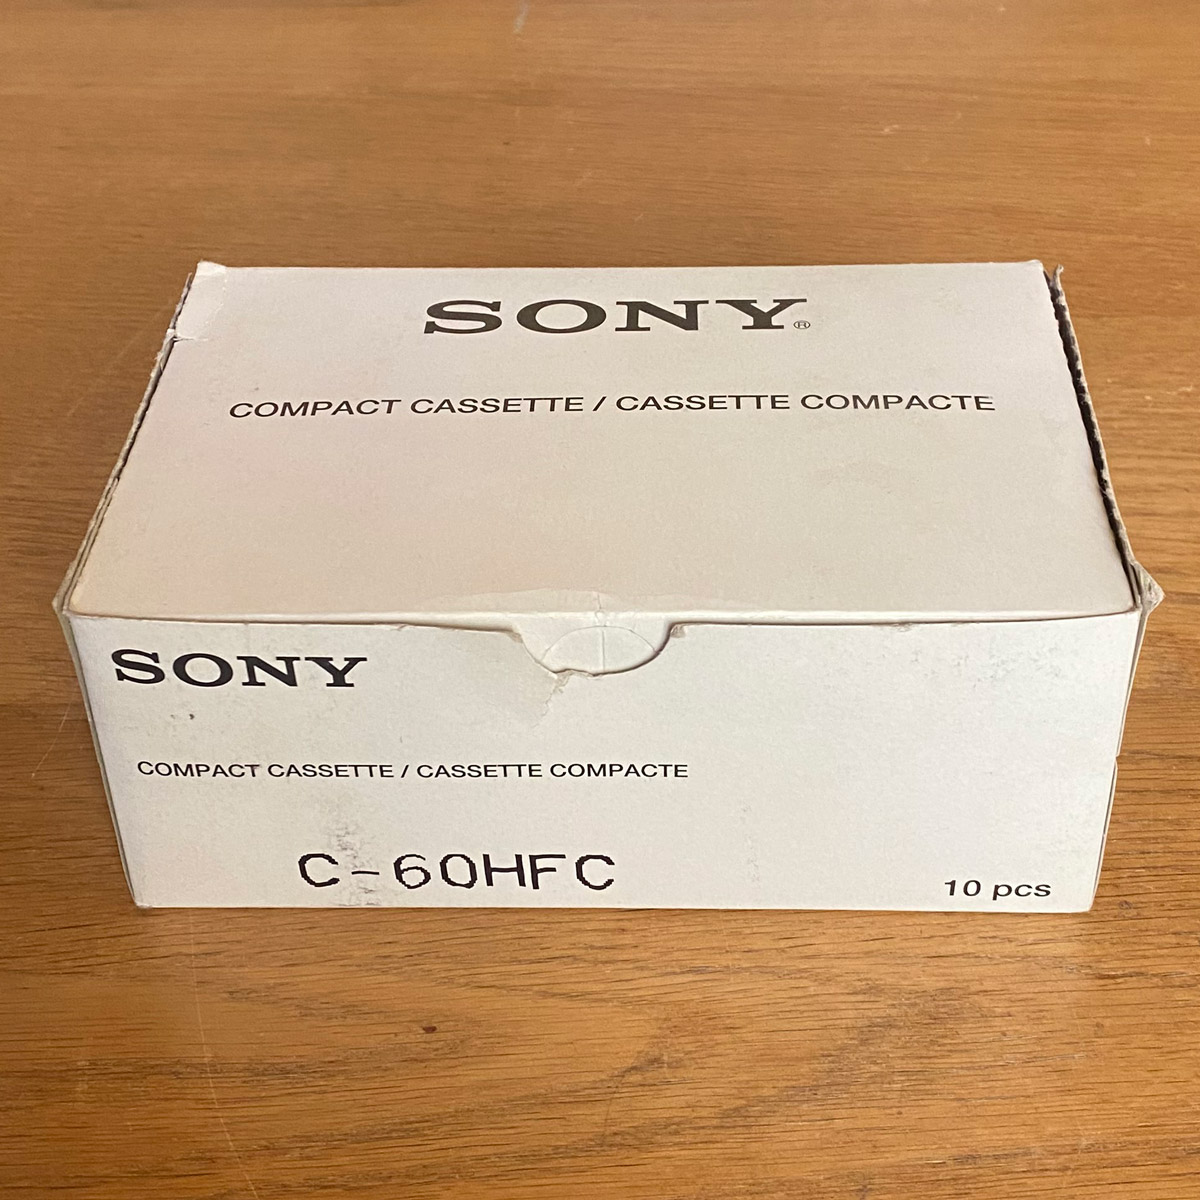 SONY®
COMPACT CASSETTE / CASSETTE COMPACTE
SONY
COMPACT CASSETTE / CASSETTE COMPACTE
C-60HFC
10 pcs